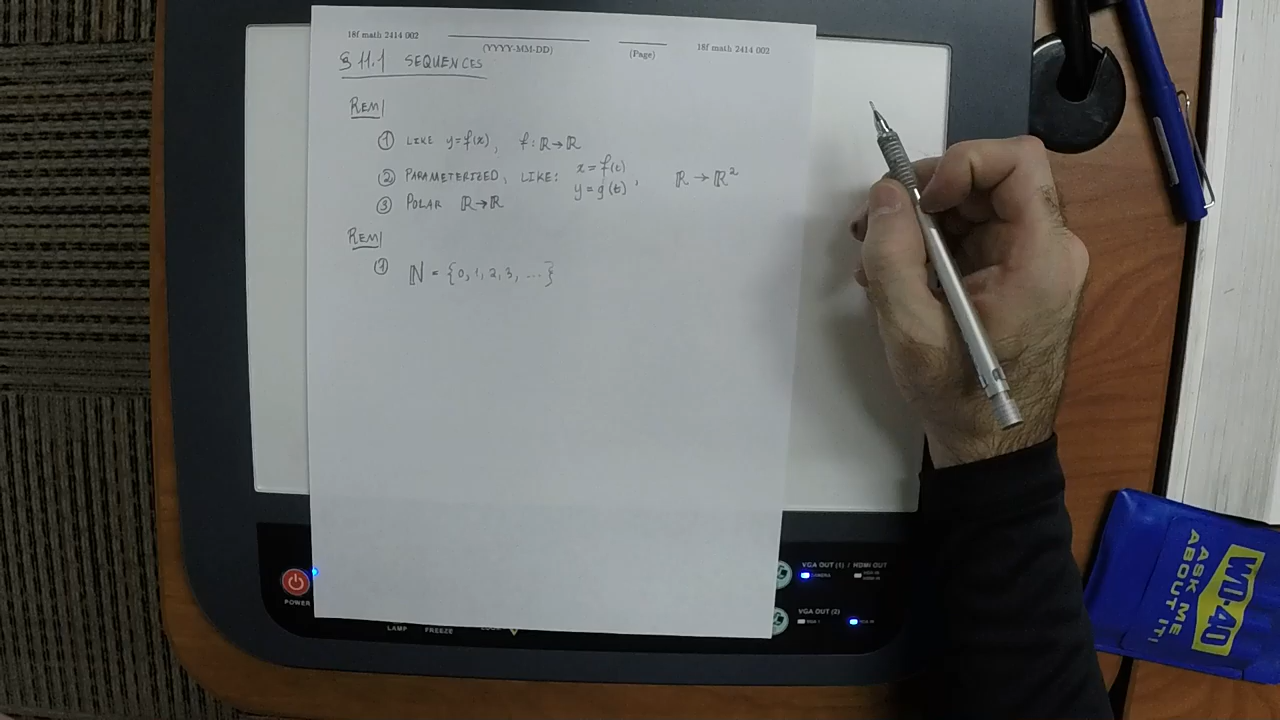 18f math 2414 002
(YYYY-MM-DD)
(Page)
18f math 2414 002
§ 11.1 SEQUENCES
REM
① LIKE y=f(x), f: ℝ→ℝ
② PARAMETERIZED, LIKE: x=f(t)
y=g(t), ℝ→ℝ²
③ POLAR ℝ→ℝ
REM
① ℕ = {0, 1, 2, 3, ...}
POWER
LAMP
FREEZE
VGA OUT (1) / HDMI OUT
VGA OUT (2)
WI-40
ASK ME
ABOUT IT!